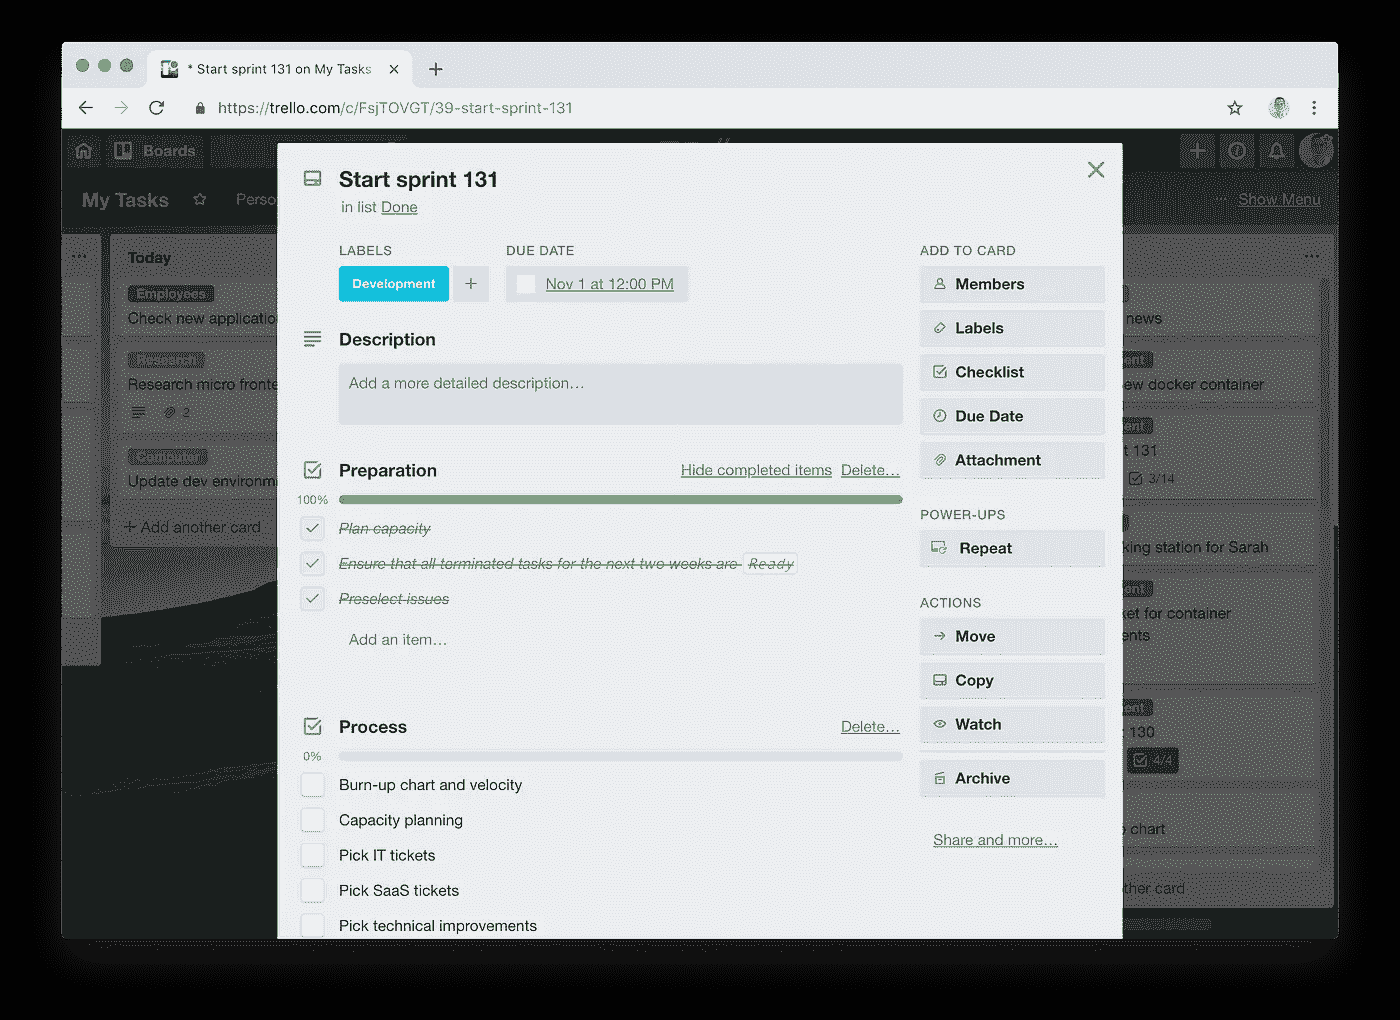 * Start sprint 131 on My Tasks
https://trello.com/c/FsjTOVGT/39-start-sprint-131
Boards
My Tasks
Perso
Show Menu
Today
Employees
Check new applicatio
Research
Research micro fronte
2
Computer
Update dev environm
+ Add another card
Start sprint 131
in list Done
LABELS
Development
+
DUE DATE
Nov 1 at 12:00 PM
Description
Add a more detailed description…
Preparation
Hide completed items
Delete…
100%
Plan capacity
Ensure that all terminated tasks for the next two weeks are Ready
Preselect issues
Add an item…
Process
Delete…
0%
Burn-up chart and velocity
Capacity planning
Pick IT tickets
Pick SaaS tickets
Pick technical improvements
ADD TO CARD
Members
Labels
Checklist
Due Date
Attachment
POWER-UPS
Repeat
ACTIONS
Move
Copy
Watch
Archive
Share and more…
news
ent
ew docker container
ent
t 131
3/14
king station for Sarah
ent
ket for container
ents
ent
130
4/4
chart
ther card